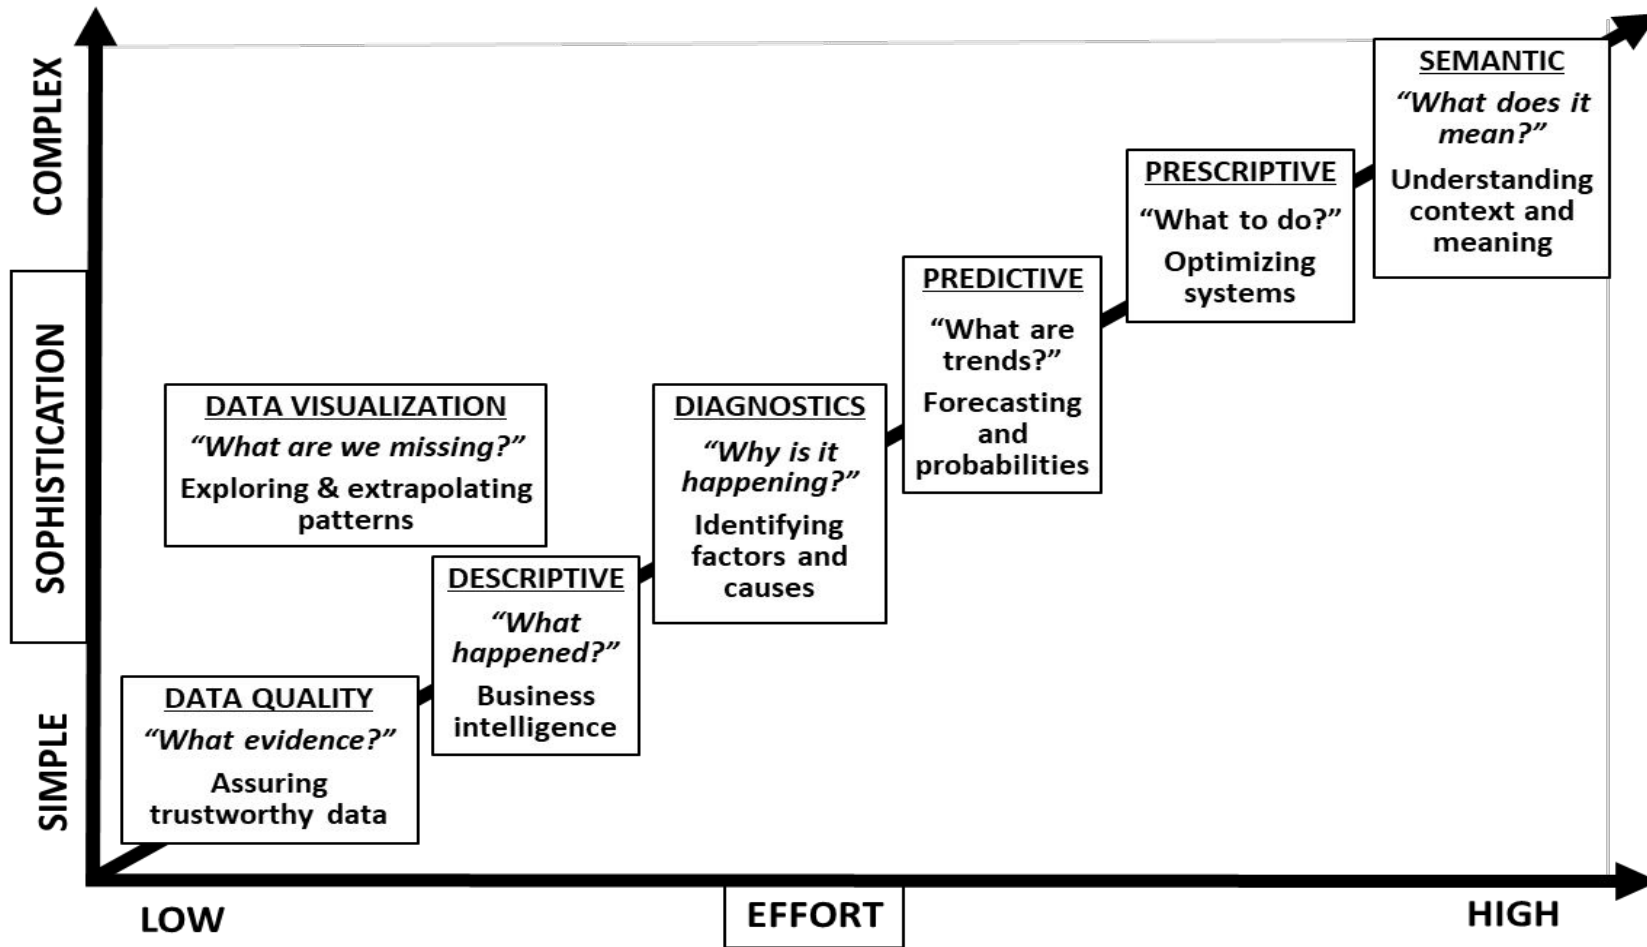 COMPLEX
SOPHISTICATION
SIMPLE
SEMANTIC
“What does it
mean?”
Understanding
context and
meaning
PRESCRIPTIVE
“What to do?”
Optimizing
systems
PREDICTIVE
“What are
trends?”
Forecasting
and
probabilities
DATA VISUALIZATION
“What are we missing?”
Exploring & extrapolating
patterns
DIAGNOSTICS
“Why is it
happening?”
Identifying
factors and
causes
DESCRIPTIVE
“What
happened?”
Business
intelligence
DATA QUALITY
“What evidence?”
Assuring
trustworthy data
LOW
EFFORT
HIGH